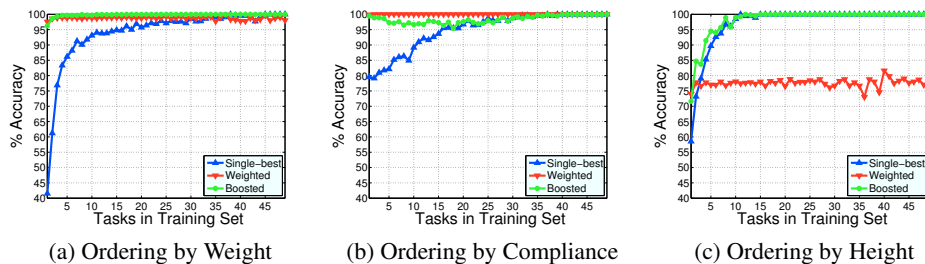 100
95
90
85
80
75
70
65
60
55
50
45
40
% Accuracy
5 10 15 20 25 30 35 40 45
Tasks in Training Set
Single-best
Weighted
Boosted
(a) Ordering by Weight
100
95
90
85
80
75
70
65
60
55
50
45
40
% Accuracy
5 10 15 20 25 30 35 40 45
Tasks in Training Set
Single-best
Weighted
Boosted
(b) Ordering by Compliance
100
95
90
85
80
75
70
65
60
55
50
45
40
% Accuracy
5 10 15 20 25 30 35 40 45
Tasks in Training Set
Single-best
Weighted
Boosted
(c) Ordering by Height